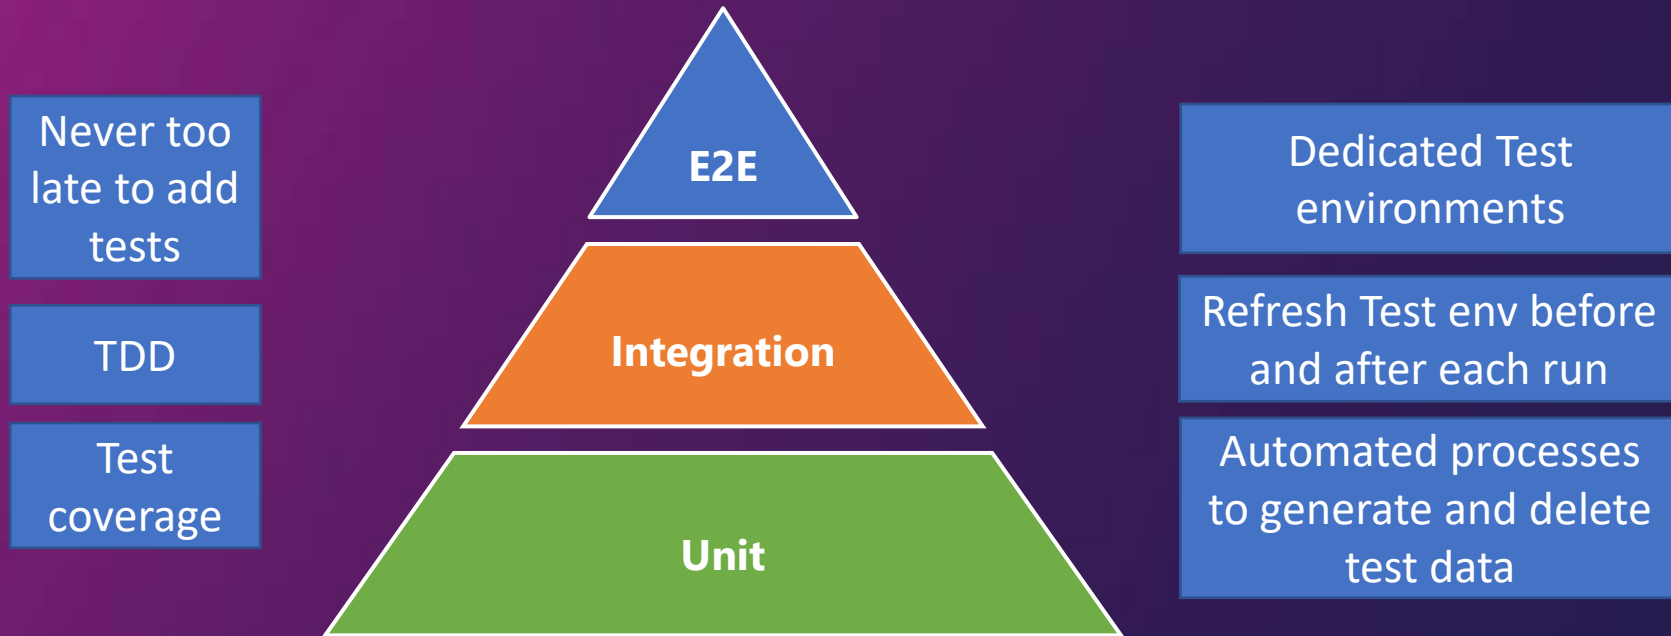 Never too
late to add
tests
TDD
Test
coverage
E2E
Integration
Unit
Dedicated Test
environments
Refresh Test env before
and after each run
Automated processes
to generate and delete
test data